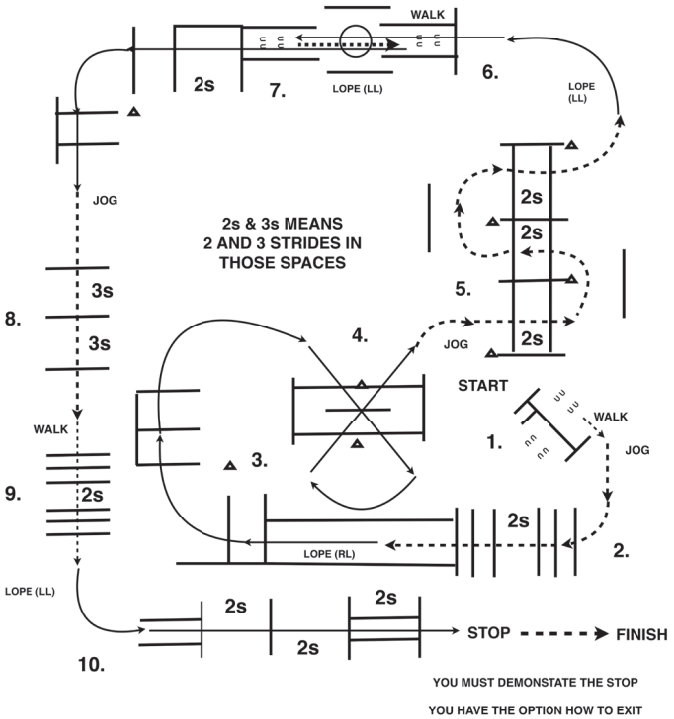 WALK
6.
2s
7.
LOPE (LL)
LOPE
(LL)
JOG
2s & 3s MEANS
2 AND 3 STRIDES IN
THOSE SPACES
2s
2s
5.
2s
8.
3s
3s
4.
JOG
START
WALK
1.
WALK
JOG
9.
2s
3.
2s
LOPE (RL)
2.
LOPE (LL)
2s
2s
2s
STOP
FINISH
10.
YOU MUST DEMONSTATE THE STOP
YOU HAVE THE OPTION HOW TO EXIT